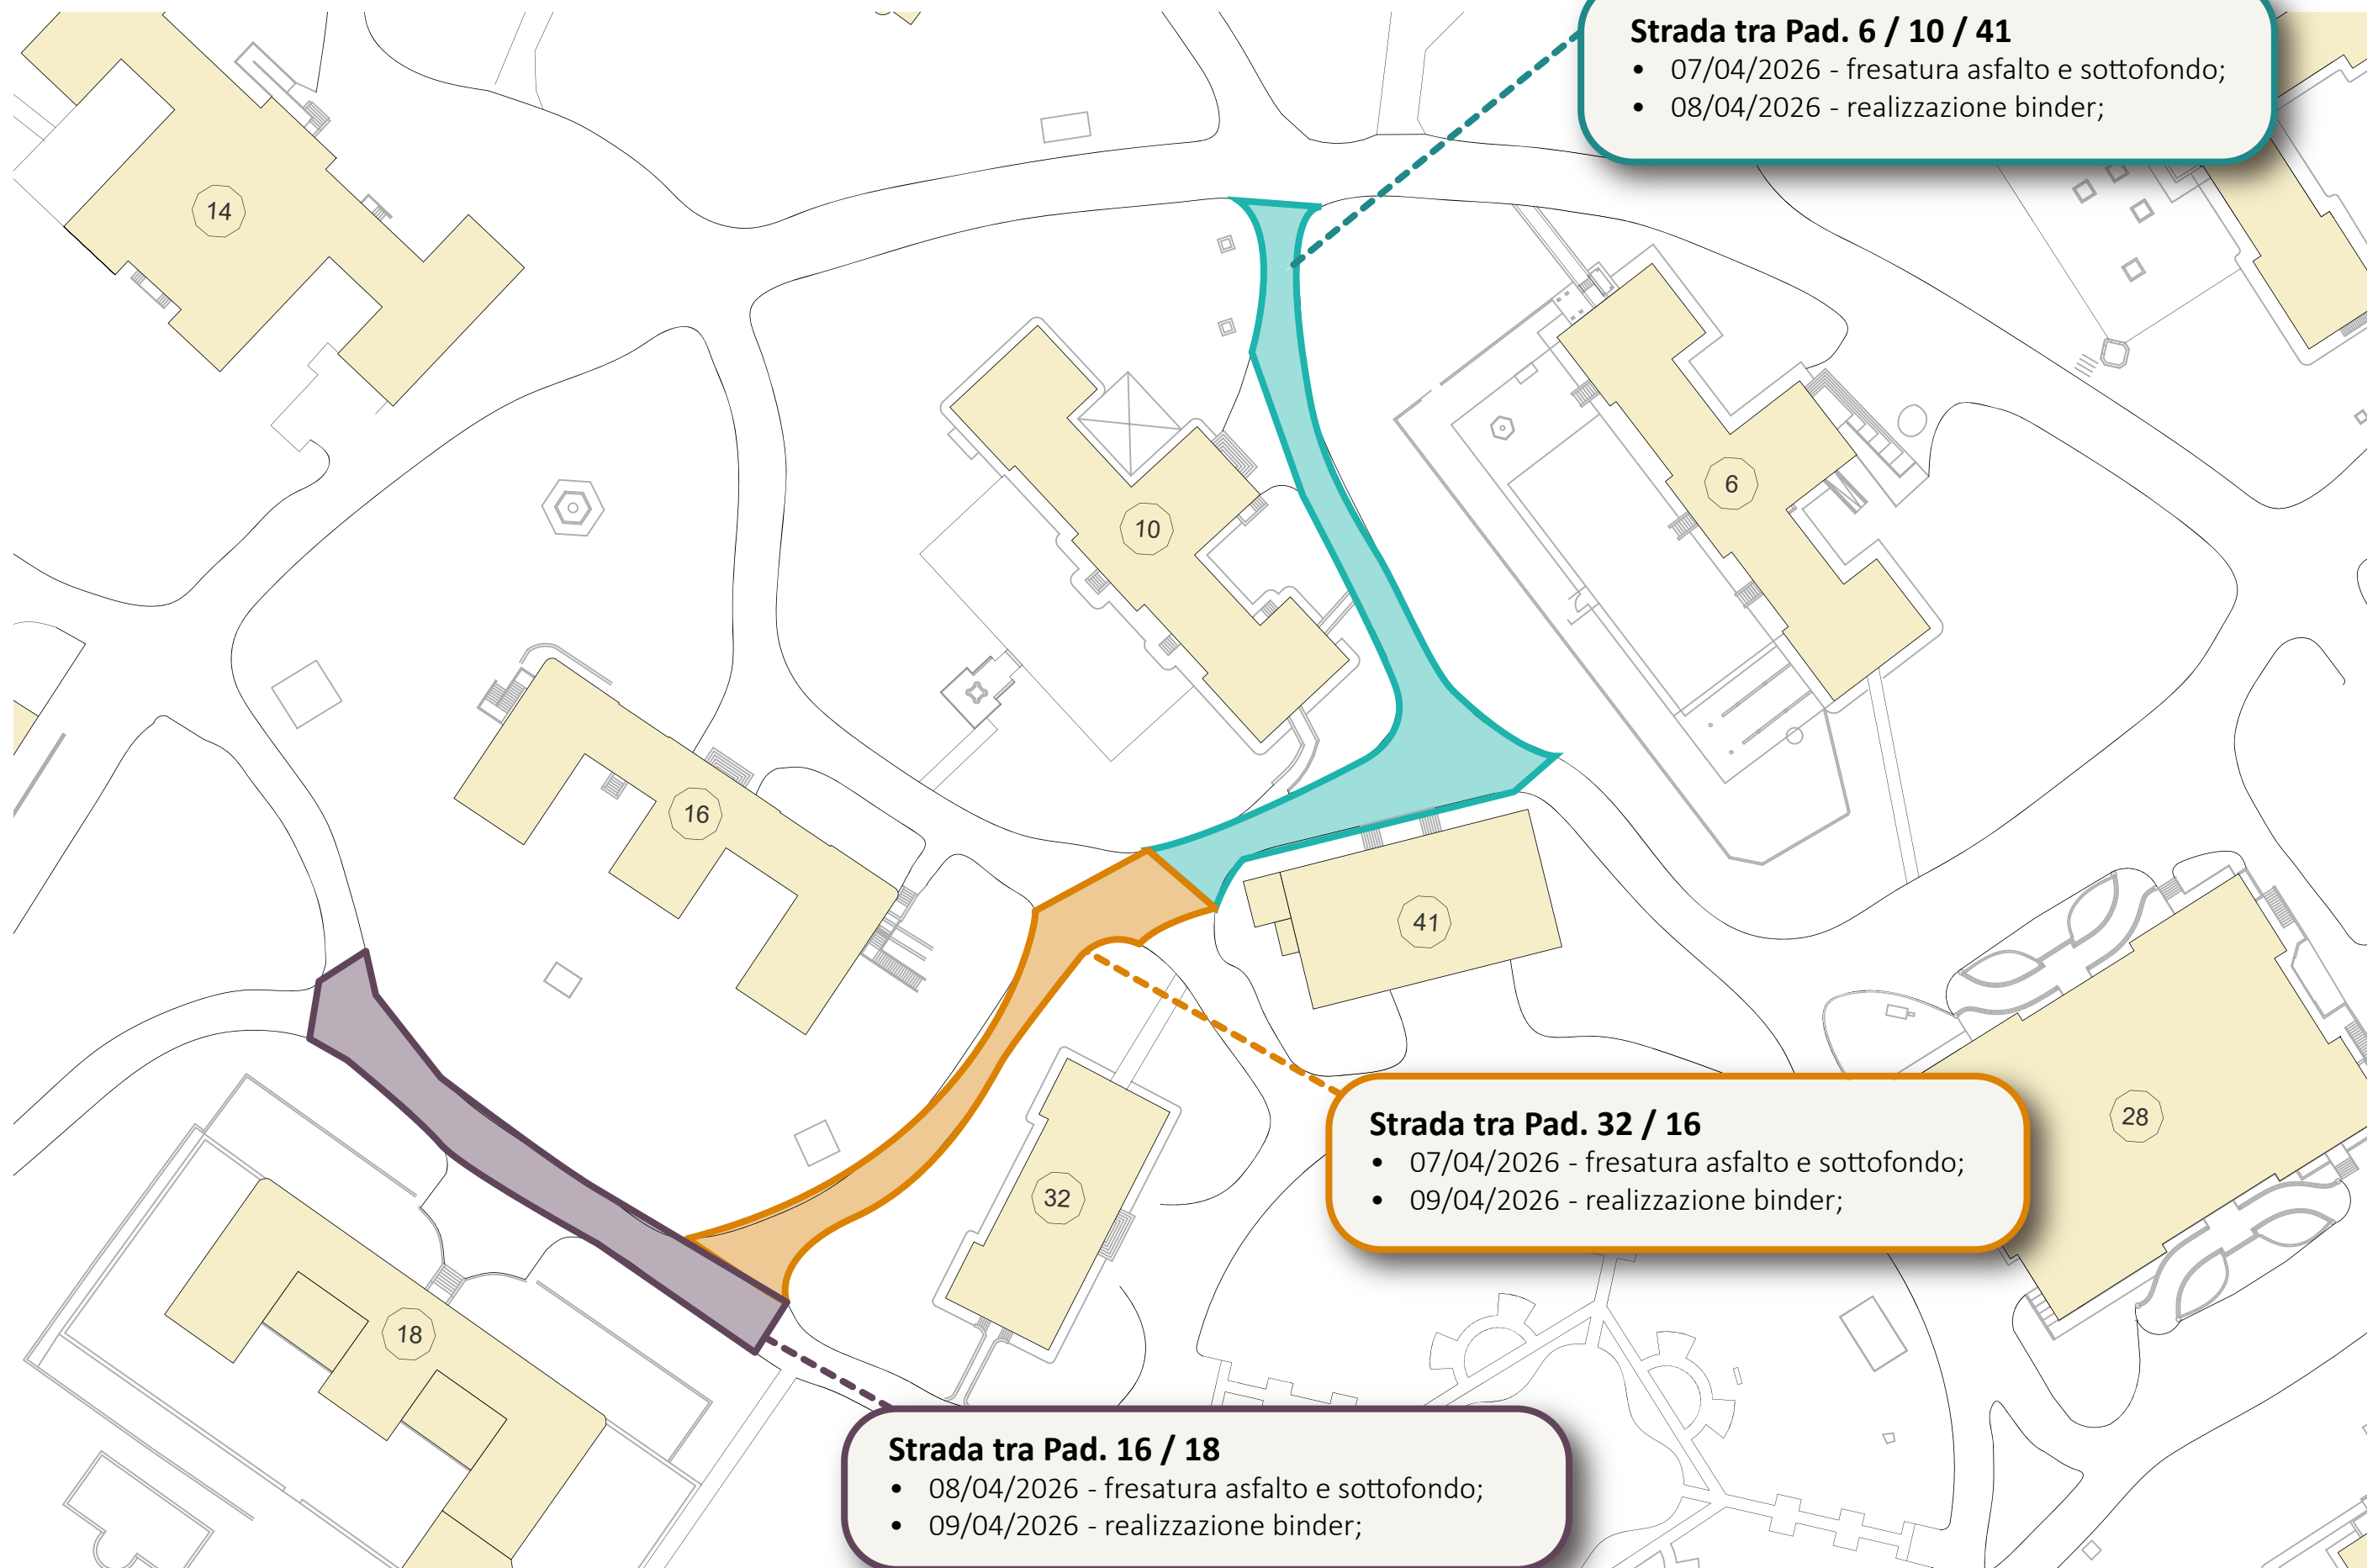 Strada tra Pad. 6 / 10 / 41
• 07/04/2026 - fresatura asfalto e sottofondo;
• 08/04/2026 - realizzazione binder;
14
6
10
16
41
28
Strada tra Pad. 32 / 16
• 07/04/2026 - fresatura asfalto e sottofondo;
• 09/04/2026 - realizzazione binder;
32
18
Strada tra Pad. 16 / 18
• 08/04/2026 - fresatura asfalto e sottofondo;
• 09/04/2026 - realizzazione binder;